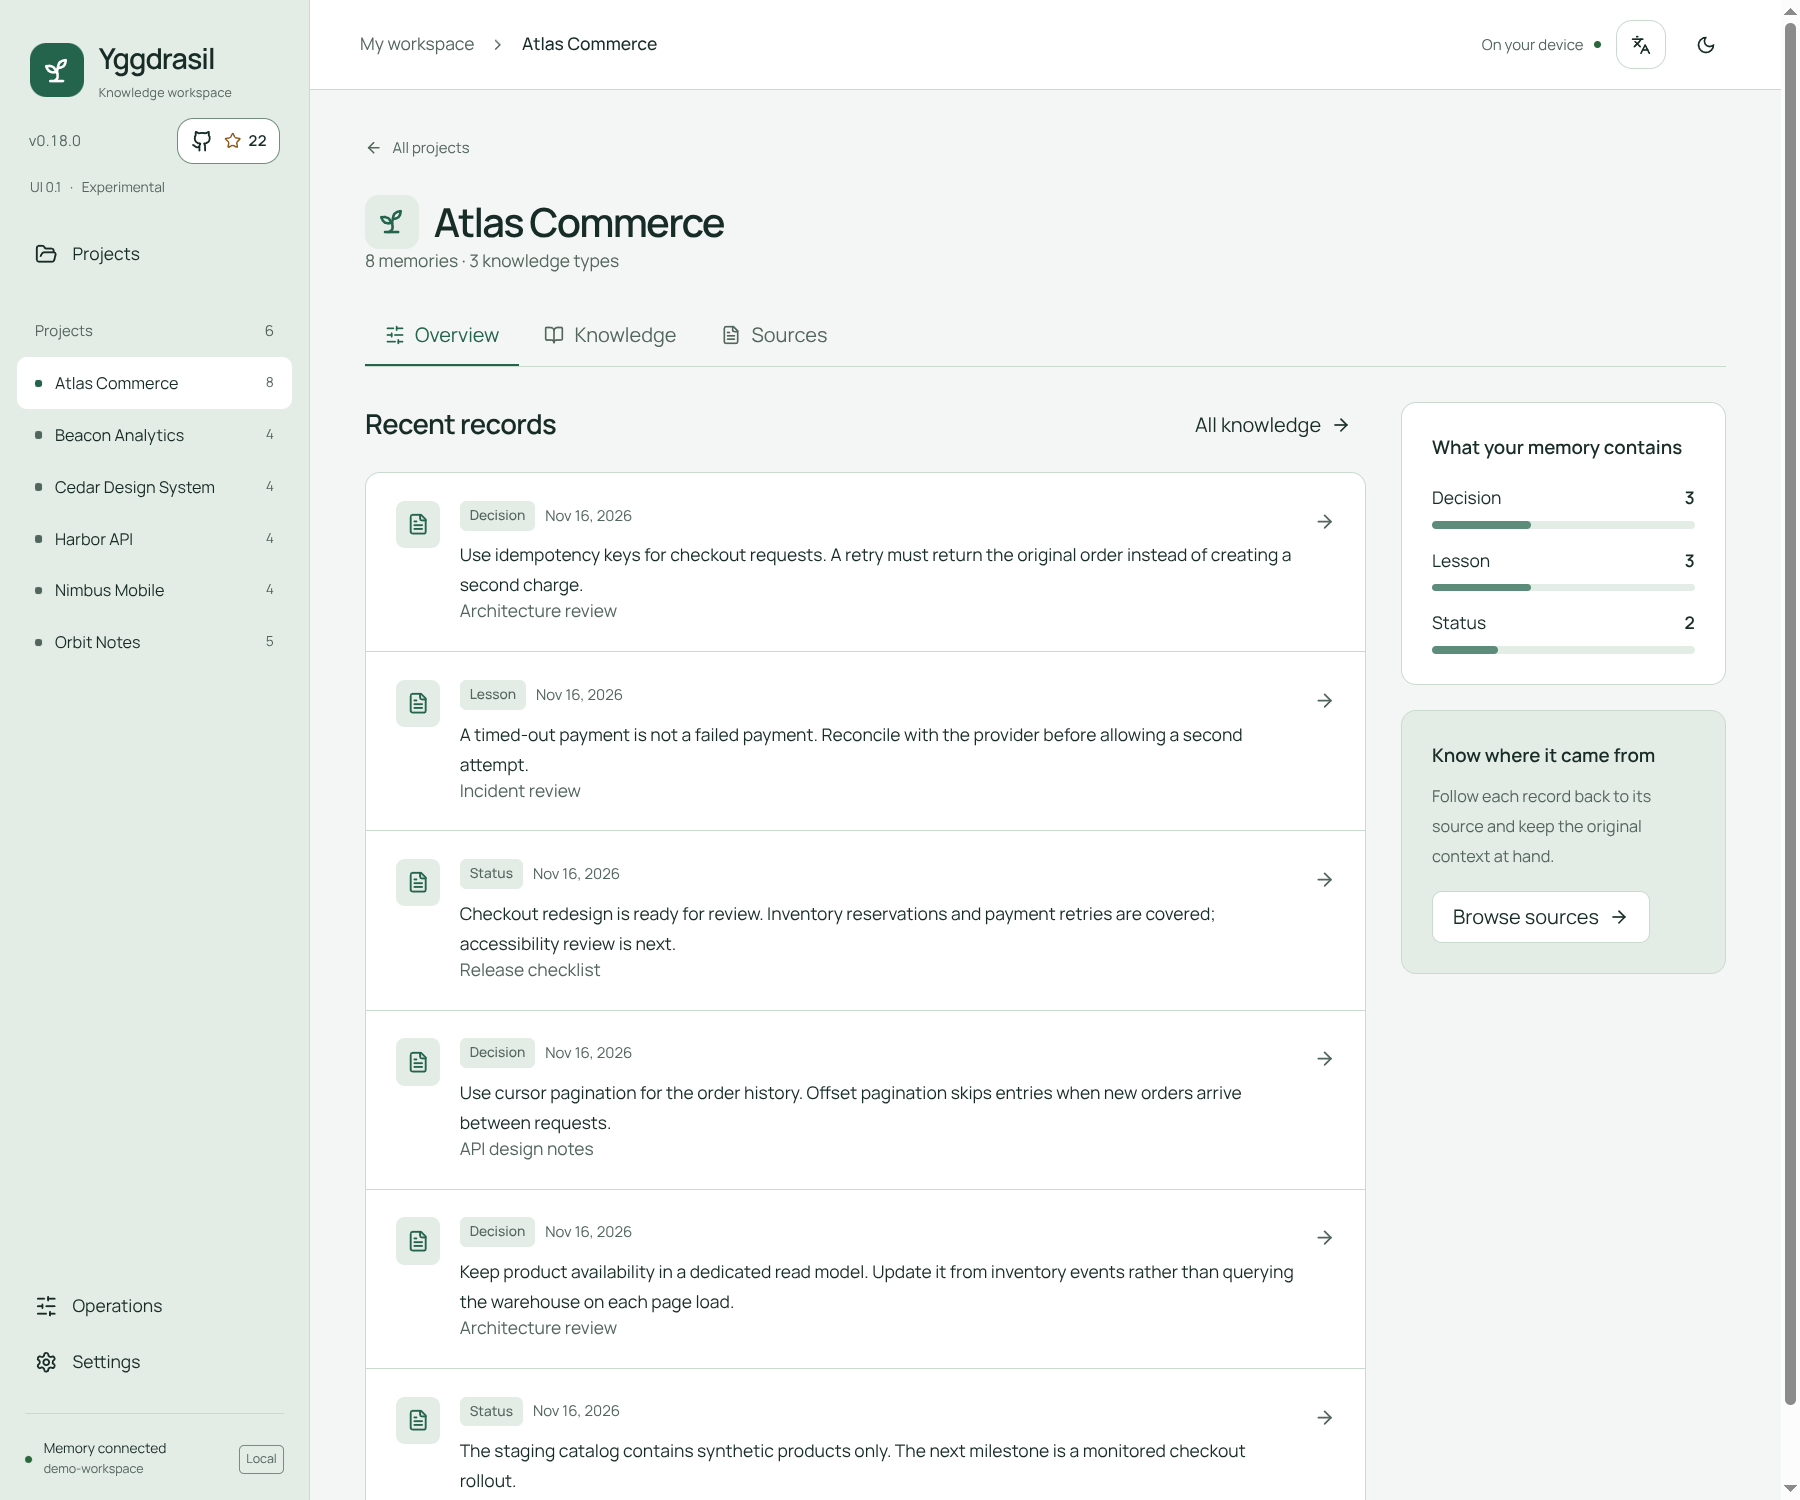 Yggdrasil
Knowledge workspace
v0.18.0
22
UI 0.1 · Experimental
Projects
Projects 6
Atlas Commerce 8
Beacon Analytics 4
Cedar Design System 4
Harbor API 4
Nimbus Mobile 4
Orbit Notes 5
Operations
Settings
Memory connected
demo-workspace
Local
My workspace > Atlas Commerce
On your device
All projects
Atlas Commerce
8 memories · 3 knowledge types
Overview
Knowledge
Sources
Recent records
All knowledge
Decision Nov 16, 2026
Use idempotency keys for checkout requests. A retry must return the original order instead of creating a
second charge.
Architecture review
Lesson Nov 16, 2026
A timed-out payment is not a failed payment. Reconcile with the provider before allowing a second
attempt.
Incident review
Status Nov 16, 2026
Checkout redesign is ready for review. Inventory reservations and payment retries are covered;
accessibility review is next.
Release checklist
Decision Nov 16, 2026
Use cursor pagination for the order history. Offset pagination skips entries when new orders arrive
between requests.
API design notes
Decision Nov 16, 2026
Keep product availability in a dedicated read model. Update it from inventory events rather than querying
the warehouse on each page load.
Architecture review
Status Nov 16, 2026
The staging catalog contains synthetic products only. The next milestone is a monitored checkout
rollout.
What your memory contains
Decision 3
Lesson 3
Status 2
Know where it came from
Follow each record back to its
source and keep the original
context at hand.
Browse sources